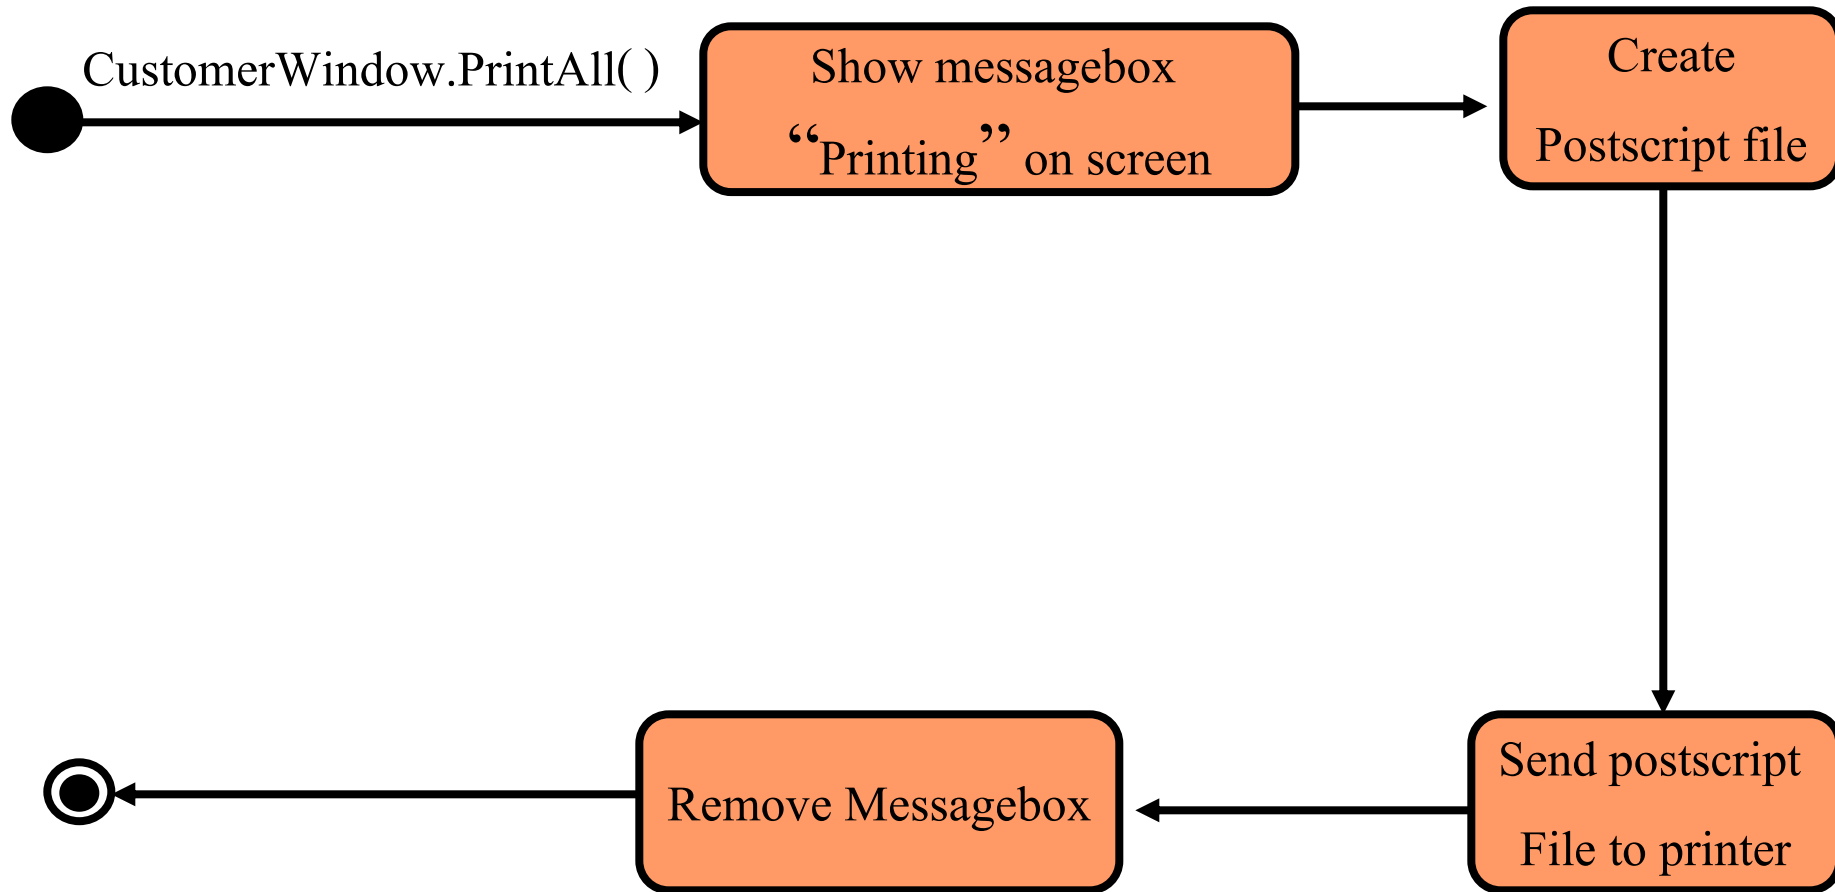 CustomerWindow.PrintAll( )
Show messagebox
“Printing” on screen
Create
Postscript file
Send postscript
File to printer
Remove Messagebox